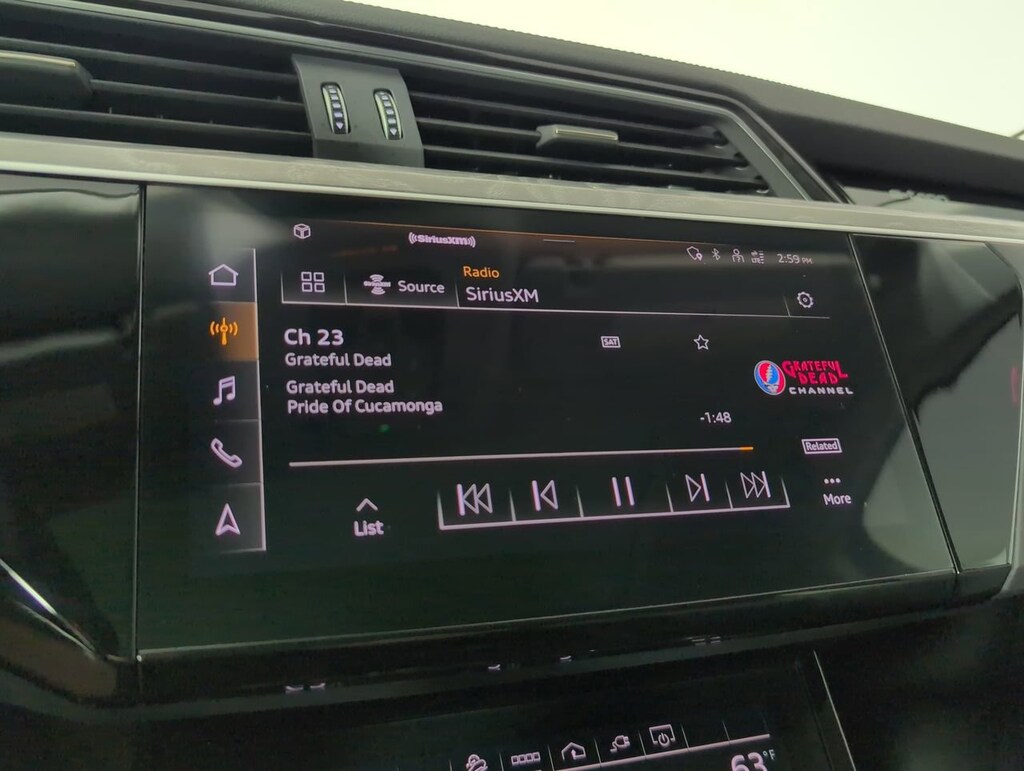 ((SiriusXM))
2:59 PM
Source
Radio
SiriusXM
Ch 23
SAT
Grateful Dead
Grateful Dead
Pride Of Cucamonga
GRATEFUL
DEAD
CHANNEL
-1:48
Related
List
More
63°F